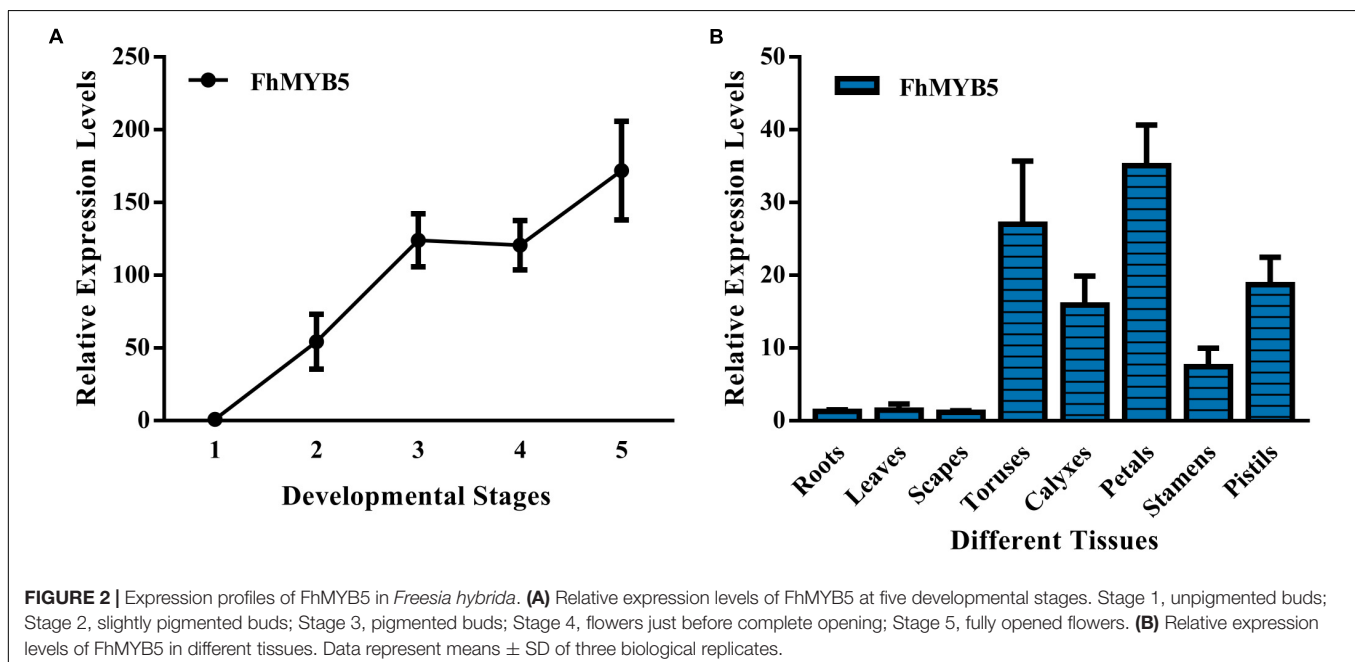 A
250
200
150
100
50
0
Relative Expression Levels
FhMYB5
1 2 3 4 5
Developmental Stages
B
50
40
30
20
10
0
Relative Expression Levels
FhMYB5
Roots
Leaves
Scapes
Toruses
Calyxes
Petals
Stamens
Pistils
Different Tissues
FIGURE 2 | Expression profiles of FhMYB5 in Freesia hybrida. (A) Relative expression levels of FhMYB5 at five developmental stages. Stage 1, unpigmented buds;
Stage 2, slightly pigmented buds; Stage 3, pigmented buds; Stage 4, flowers just before complete opening; Stage 5, fully opened flowers. (B) Relative expression
levels of FhMYB5 in different tissues. Data represent means ± SD of three biological replicates.